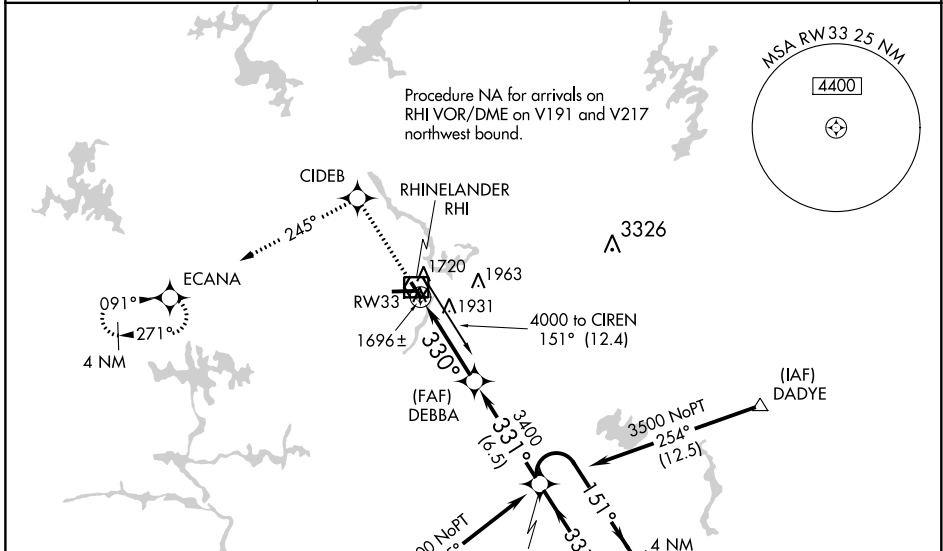 MSA RW33 25 NM
4400
Procedure NA for arrivals on
RHI VOR/DME on V191 and V217
northwest bound.
CIDEB
RHINELANDER
RHI
3326
245°
1720
1963
ECANA
091°
RW33
1931
271°
4 NM
1696±
4000 to CIREN
151° (12.4)
330°
(FAF)
DEBBA
(IAF)
DADYE
3400
331°
(6.5)
3500 NoPT
254°
(12.5)
151°
00 NoPT
4 NM